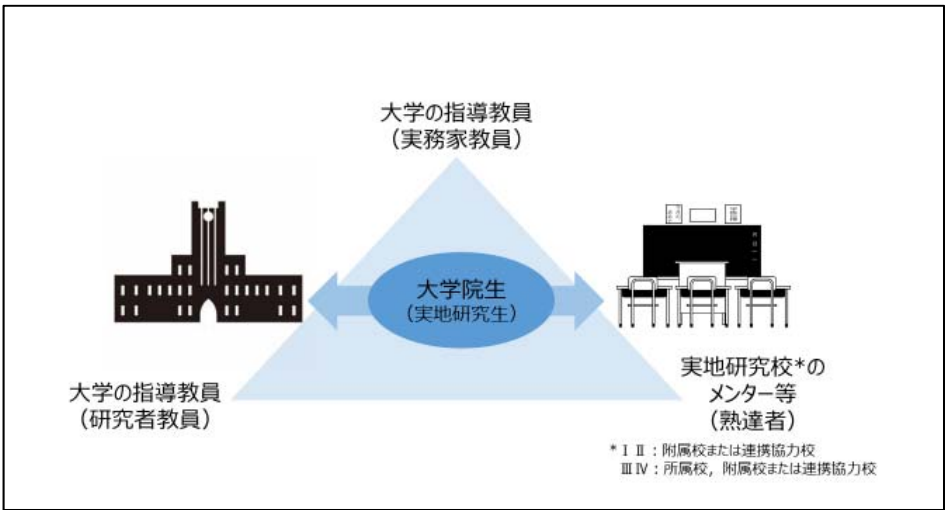 大学の指導教員
（実務家教員）
大学院生
（実地研究生）
大学の指導教員
（研究者教員）
実地研究校*の
メンター等
（熟達者）
*ⅠⅡ：附属校または連携協力校
ⅢⅣ：所属校，附属校または連携協力校